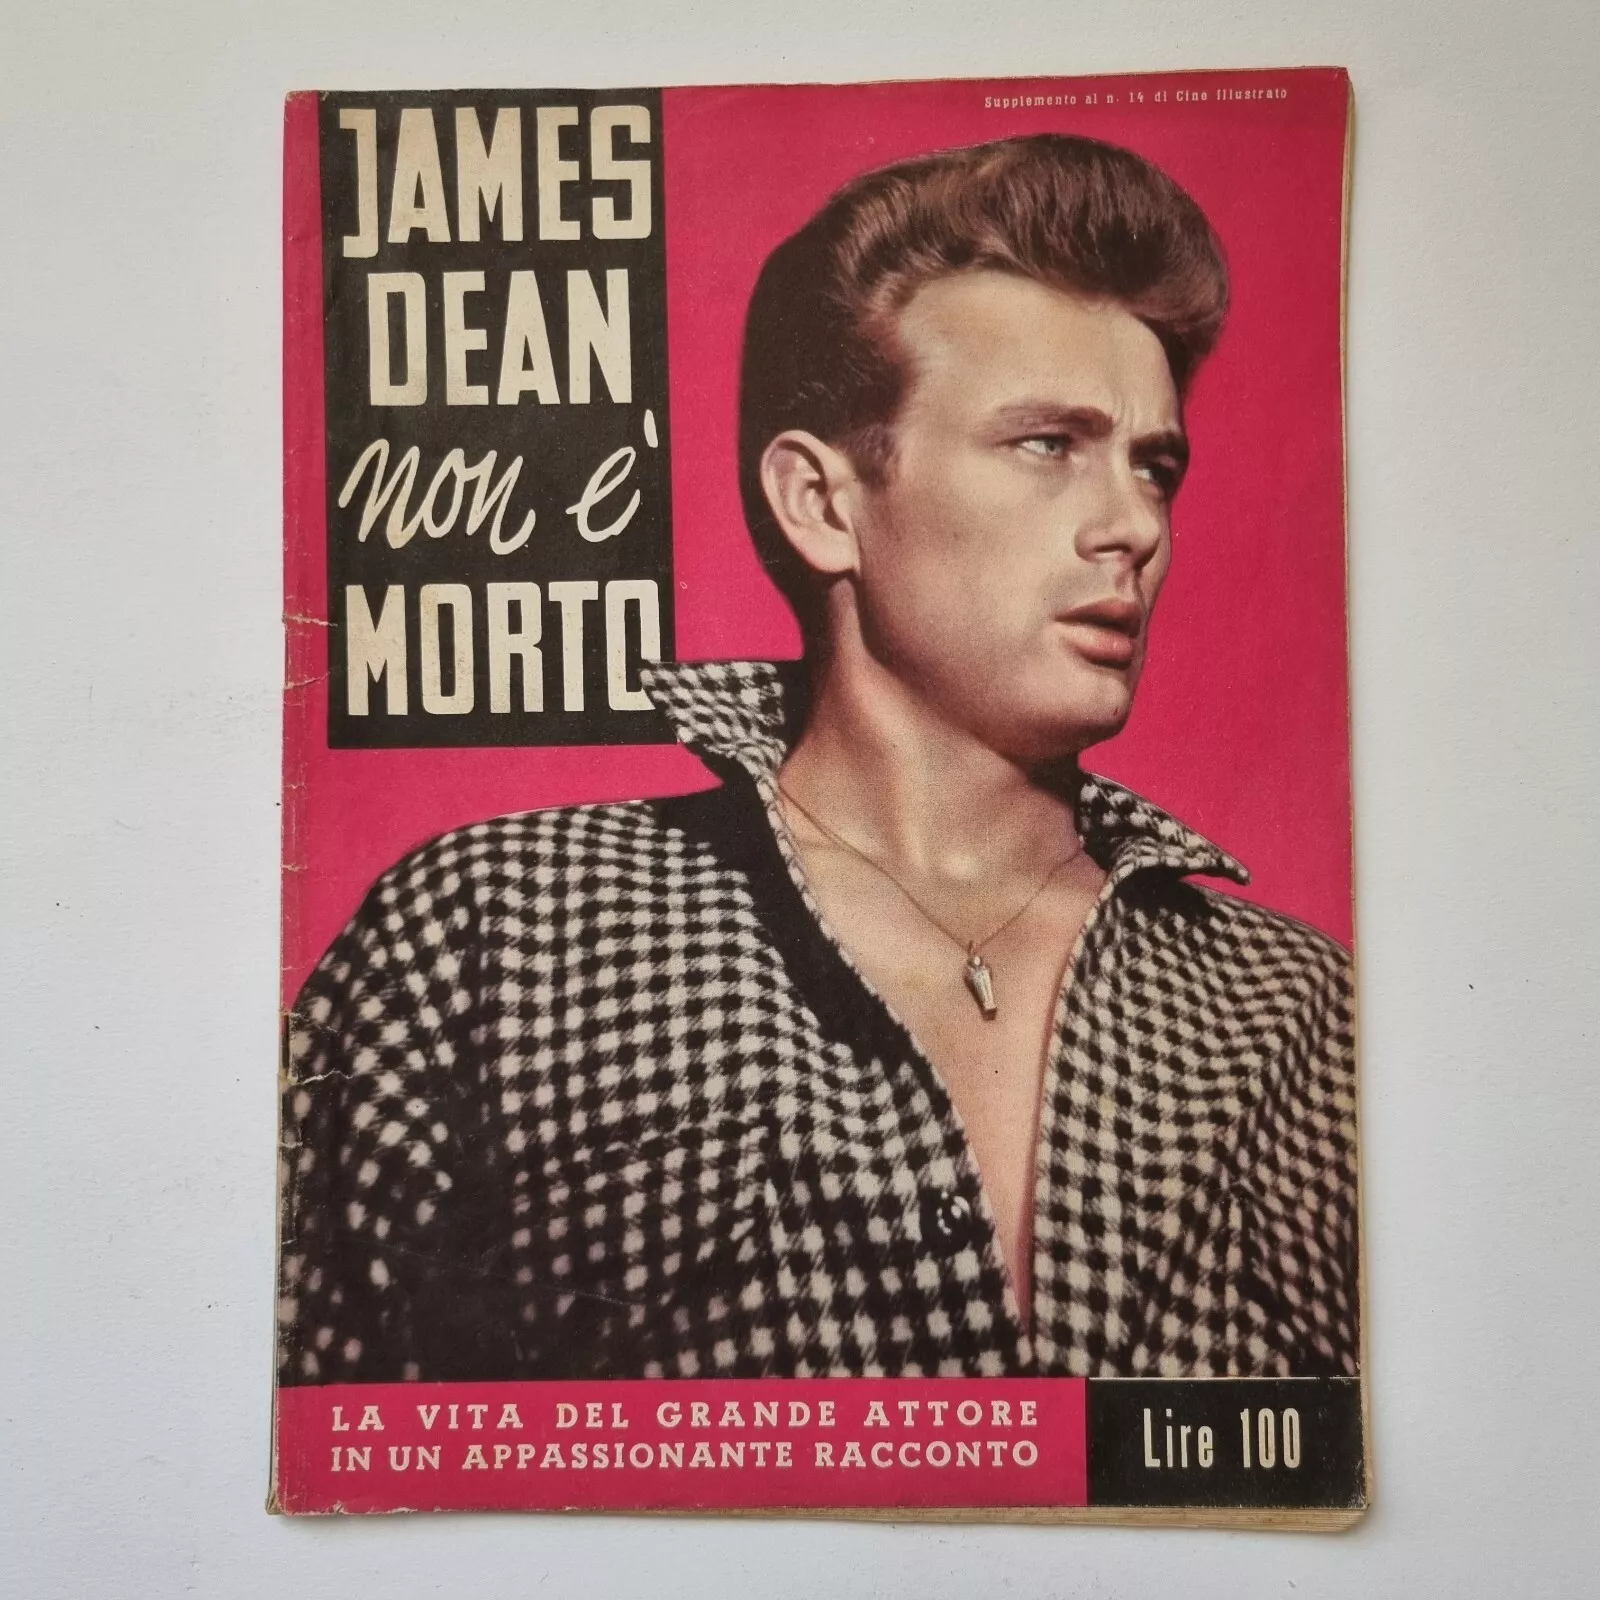 Supplemento al n. 14 di Cine Illustrato
JAMES
DEAN
non è
MORTO
LA VITA DEL GRANDE ATTORE
IN UN APPASSIONANTE RACCONTO
Lire 100